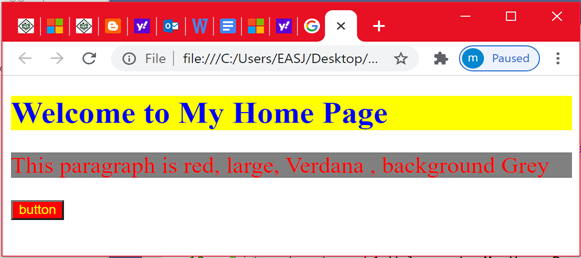 File
file:///C:/Users/EASJ/Desktop/...
m
Paused
Welcome to My Home Page
This paragraph is red, large, Verdana , background Grey
button